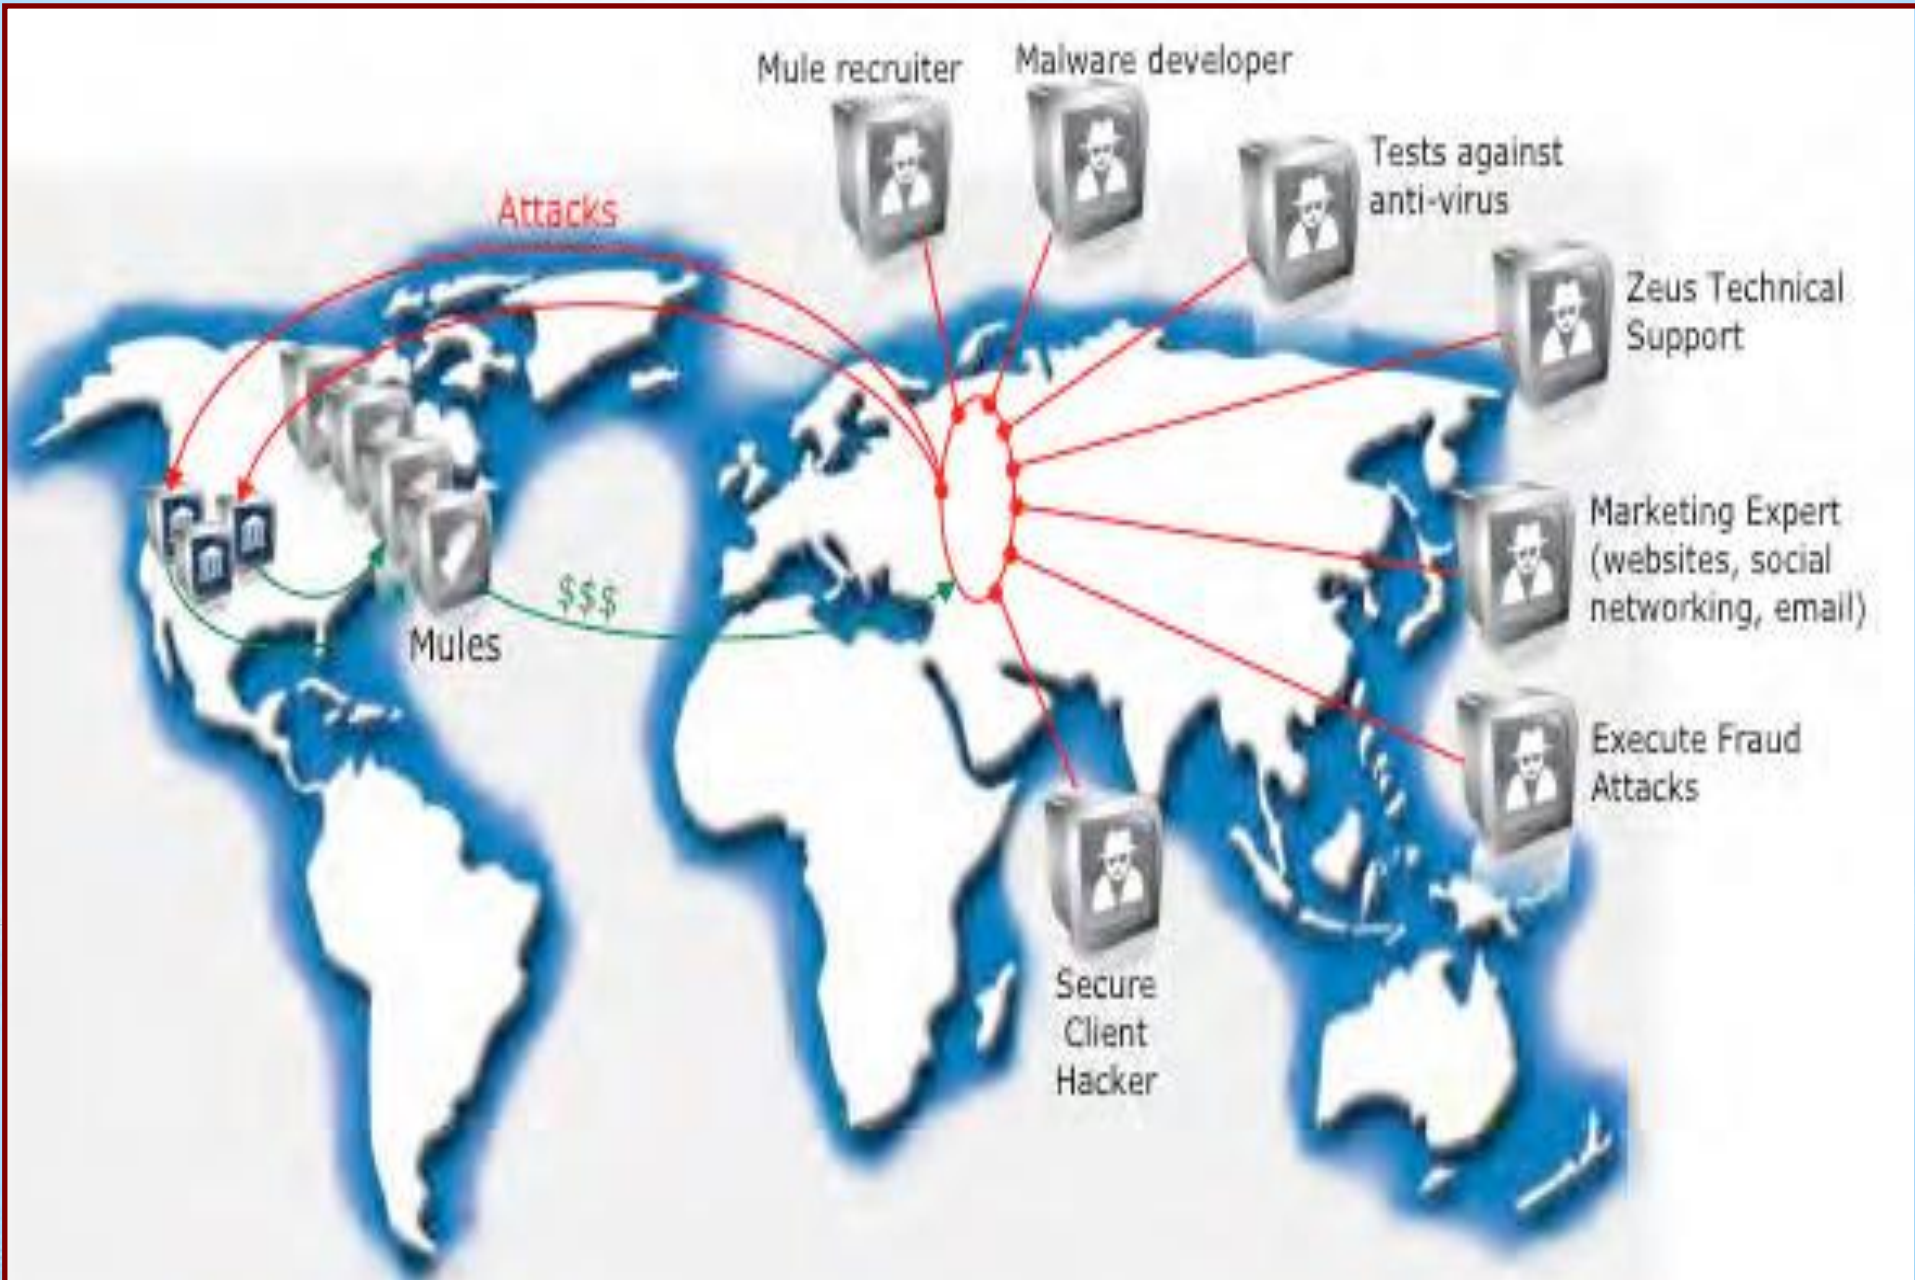 Mule recruiter
Malware developer
Tests against
anti-virus
Attacks
Zeus Technical
Support
Marketing Expert
(websites, social
networking, email)
$$$
Mules
Execute Fraud
Attacks
Secure
Client
Hacker